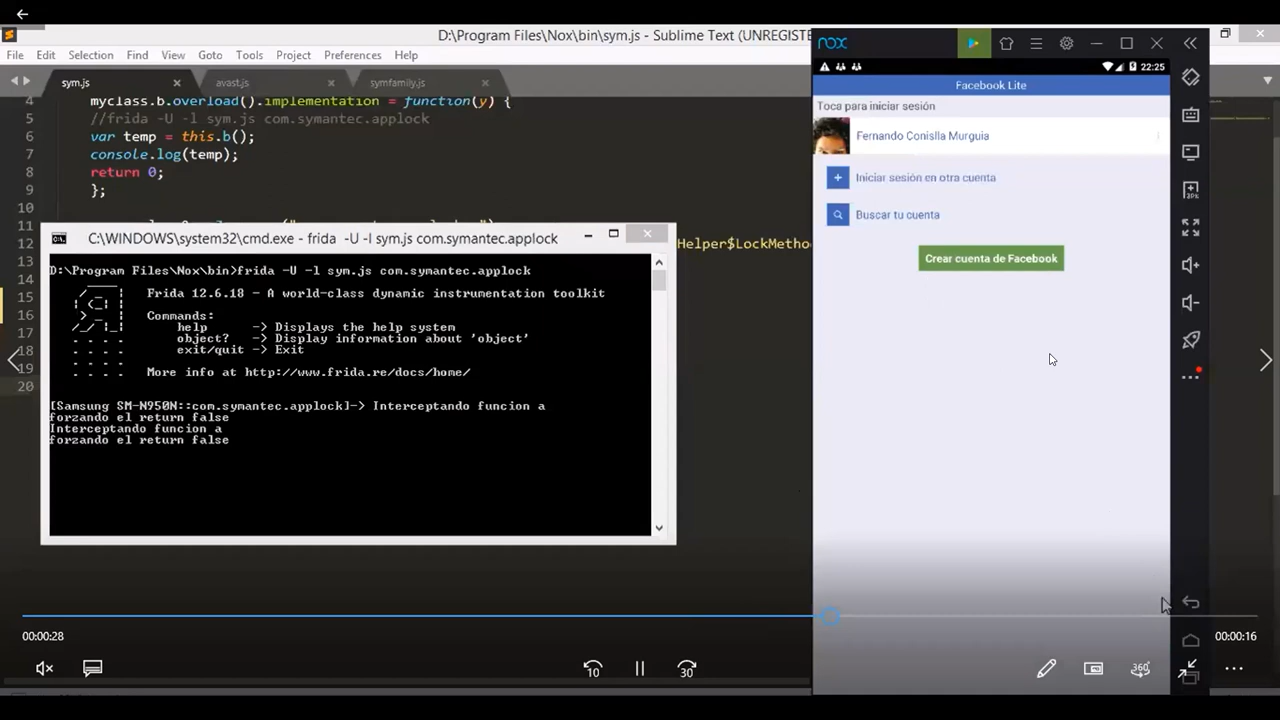 D:\Program Files\Nox\bin\sym.js - Sublime Text (UNREGISTE
File Edit Selection Find View Goto Tools Project Preferences Help
sym.js avast.js symfamily.js
4 myclass.b.overload().implementation = function(y) {
5 //frida -U -l sym.js com.symantec.applock
6 var temp = this.b();
7 console.log(temp);
8 return 0;
9 };
10
11
Helper$LockMetho
14
15
16
17
18
19
20
C:\WINDOWS\system32\cmd.exe - frida -U -l sym.js com.symantec.applock
D:\Program Files\Nox\bin>frida -U -l sym.js com.symantec.applock
Frida 12.6.18 - A world-class dynamic instrumentation toolkit
Commands:
help -> Displays the help system
object? -> Display information about 'object'
exit/quit -> Exit
More info at http://www.frida.re/docs/home/
[Samsung SM-N950N::com.symantec.applock]-> Interceptando funcion a
forzando el return false
Interceptando funcion a
forzando el return false
nox
22:25
Facebook Lite
Toca para iniciar sesión
Fernando Conislla Murguia
Iniciar sesión en otra cuenta
Buscar tu cuenta
Crear cuenta de Facebook
00:00:28
00:00:16
10
30
360